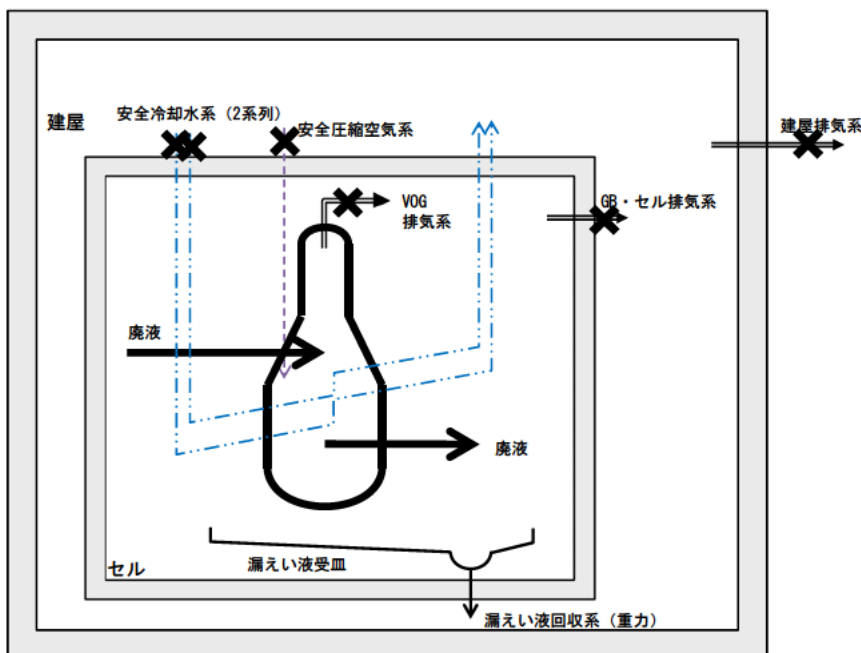 建屋
安全冷却水系（2系列）
安全圧縮空気系
建屋排気系
VOG
排気系
GB・セル排気系
廃液
廃液
漏えい液受皿
セル
漏えい液回収系（重力）